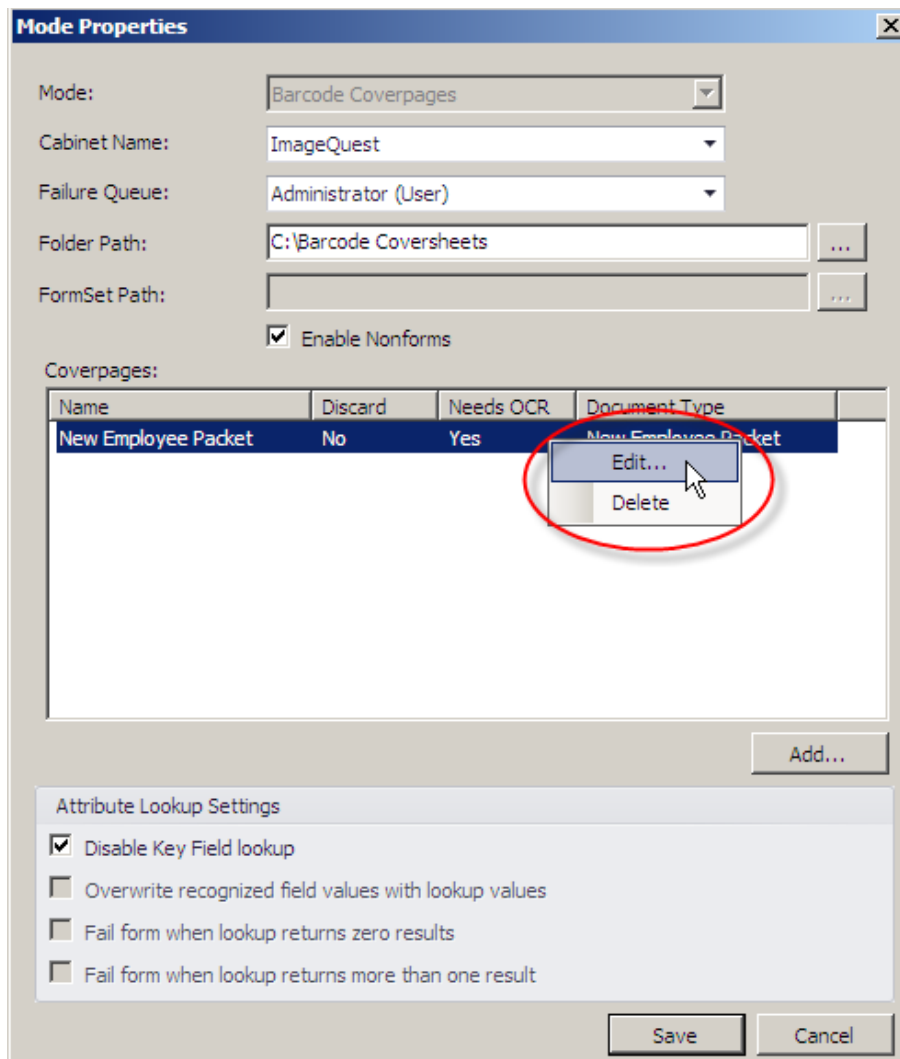 Mode Properties
Mode: Barcode Coverpages
Cabinet Name: ImageQuest
Failure Queue: Administrator (User)
Folder Path: C:\Barcode Coversheets ...
FormSet Path: ...
Enable Nonforms
Coverpages:
Name Discard Needs OCR Document Type
New Employee Packet No Yes New Employee Packet
Edit...
Delete
Add...
Attribute Lookup Settings
Disable Key Field lookup
Overwrite recognized field values with lookup values
Fail form when lookup returns zero results
Fail form when lookup returns more than one result
Save Cancel